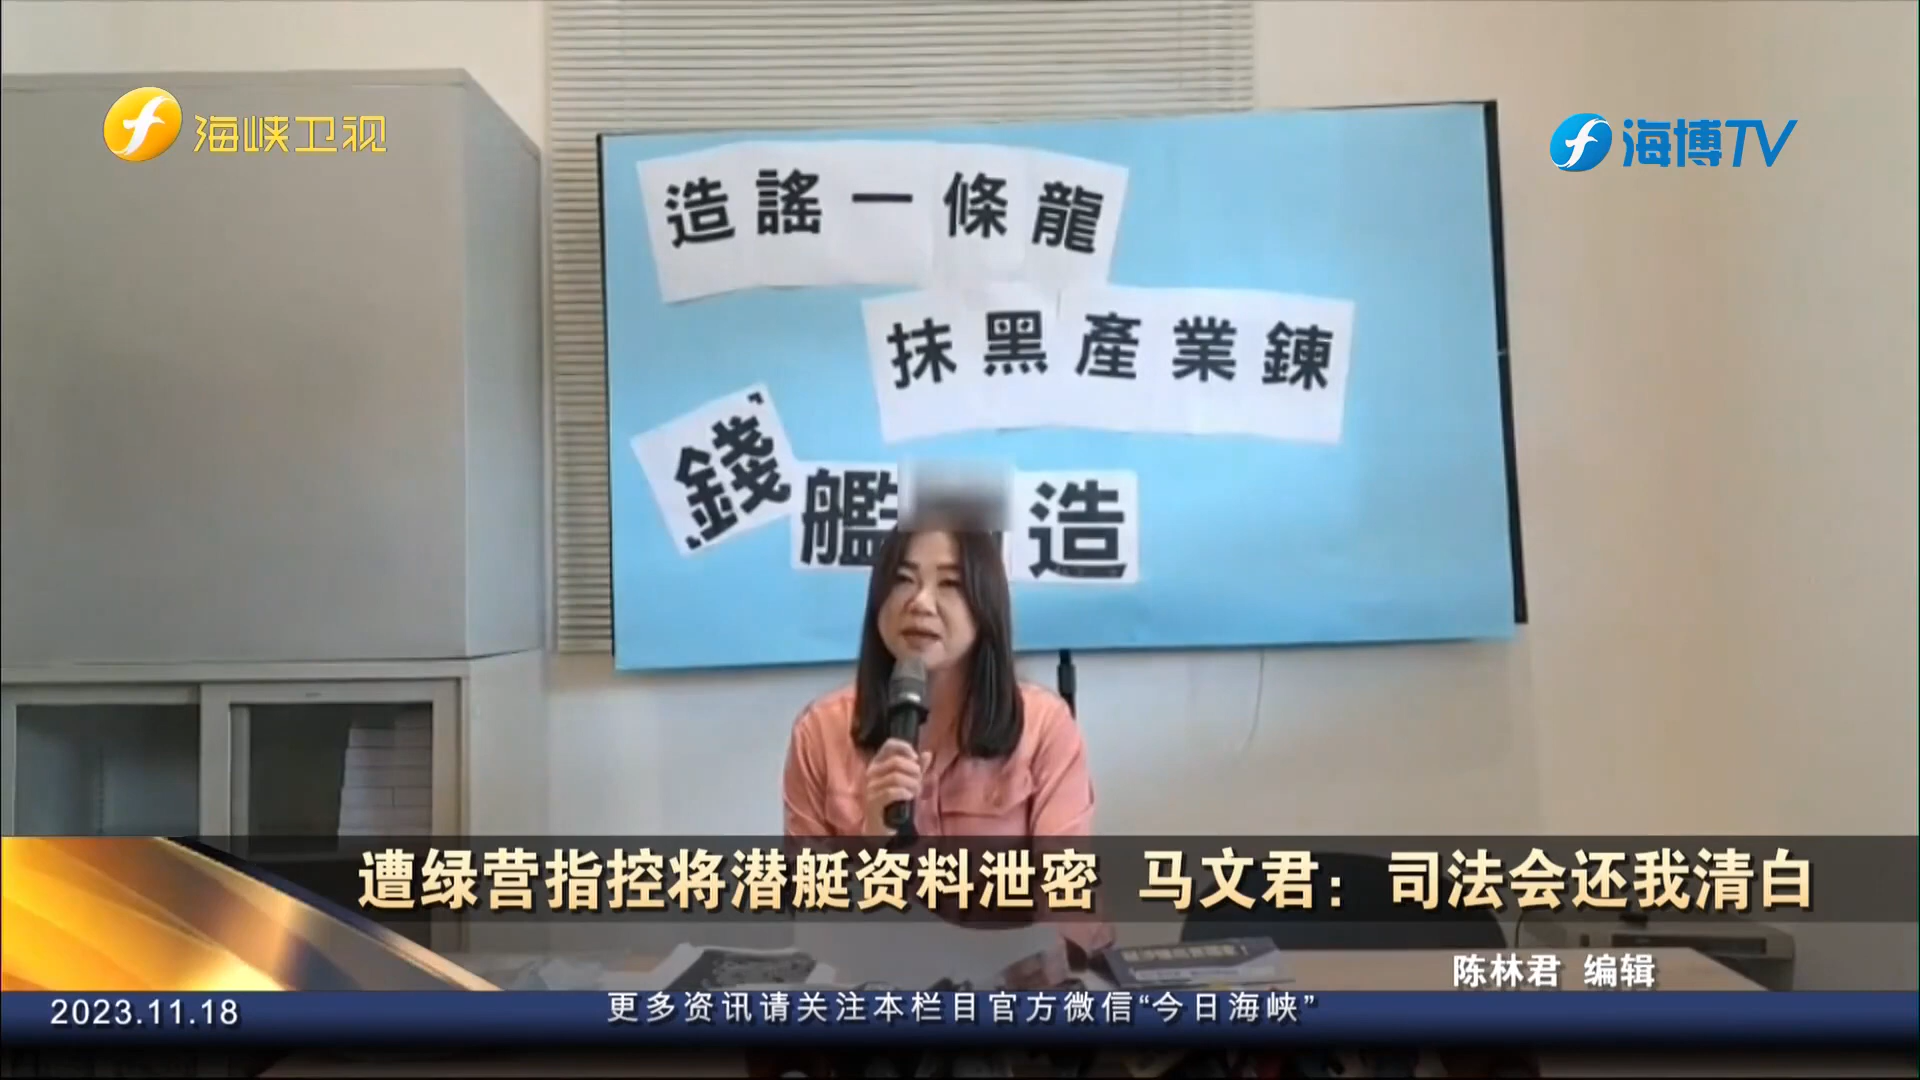 海峡卫视
海博TV
造謠一條龍
抹黑產業鍊
錢艦
造
遭绿营指控将潜艇资料泄密 马文君：司法会还我清白
陈林君 编辑
2023.11.18
更多资讯请关注本栏目官方微信“今日海峡”